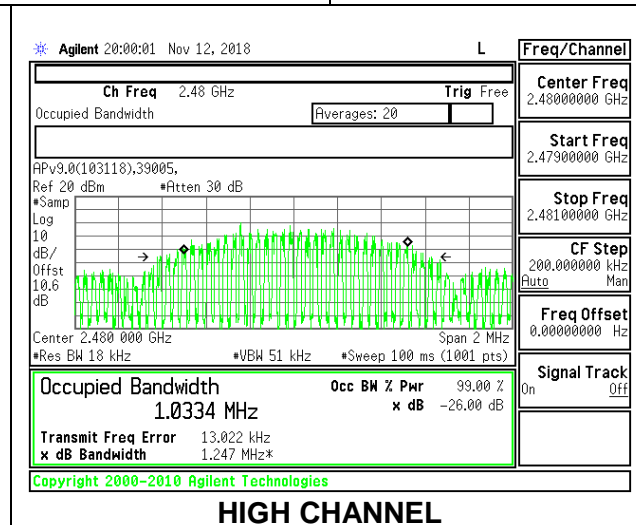 Agilent 20:00:01 Nov 12, 2018 L Freq/Channel
Ch Freq 2.48 GHz Trig Free
Occupied Bandwidth Averages: 20
Center Freq
2.48000000 GHz
Start Freq
2.47900000 GHz
APv9.0(103118),39005,
Ref 20 dBm #Atten 30 dB
#Samp
Log
10
dB/
Offst
10.6
dB
Stop Freq
2.48100000 GHz
CF Step
200.000000 kHz
Auto Man
Center 2.480 000 GHz Span 2 MHz
#Res BW 18 kHz #VBW 51 kHz #Sweep 100 ms (1001 pts)
Freq Offset
0.00000000 Hz
Occupied Bandwidth Occ BW % Pwr 99.00 %
1.0334 MHz x dB -26.00 dB
Transmit Freq Error 13.022 kHz
x dB Bandwidth 1.247 MHz*
Signal Track
On Off
Copyright 2000-2010 Agilent Technologies
HIGH CHANNEL